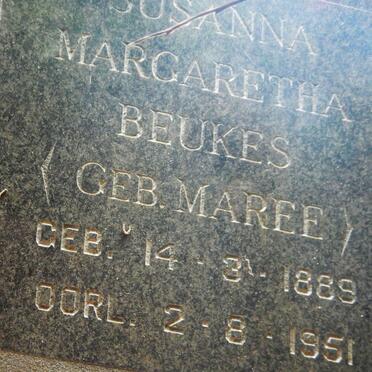 SUSANNA
MARGARETHA
BEUKES
(GEB. MAREE)
GEB. 14 - 3 - 1889
OORL. 2 - 8 - 1951